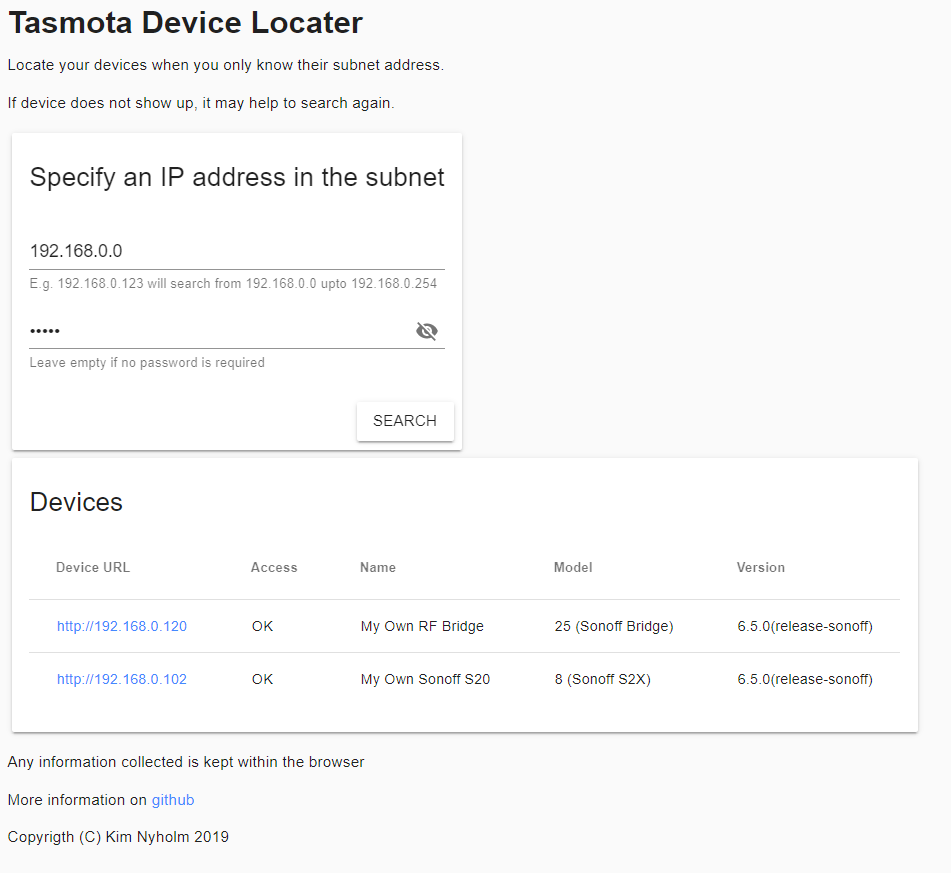 Tasmota Device Locater
Locate your devices when you only know their subnet address.
If device does not show up, it may help to search again.
Specify an IP address in the subnet
192.168.0.0
E.g. 192.168.0.123 will search from 192.168.0.0 upto 192.168.0.254
•••••
Leave empty if no password is required
SEARCH
Devices
Device URL Access Name Model Version
http://192.168.0.120 OK My Own RF Bridge 25 (Sonoff Bridge) 6.5.0(release-sonoff)
http://192.168.0.102 OK My Own Sonoff S20 8 (Sonoff S2X) 6.5.0(release-sonoff)
Any information collected is kept within the browser
More information on github
Copyrigth (C) Kim Nyholm 2019